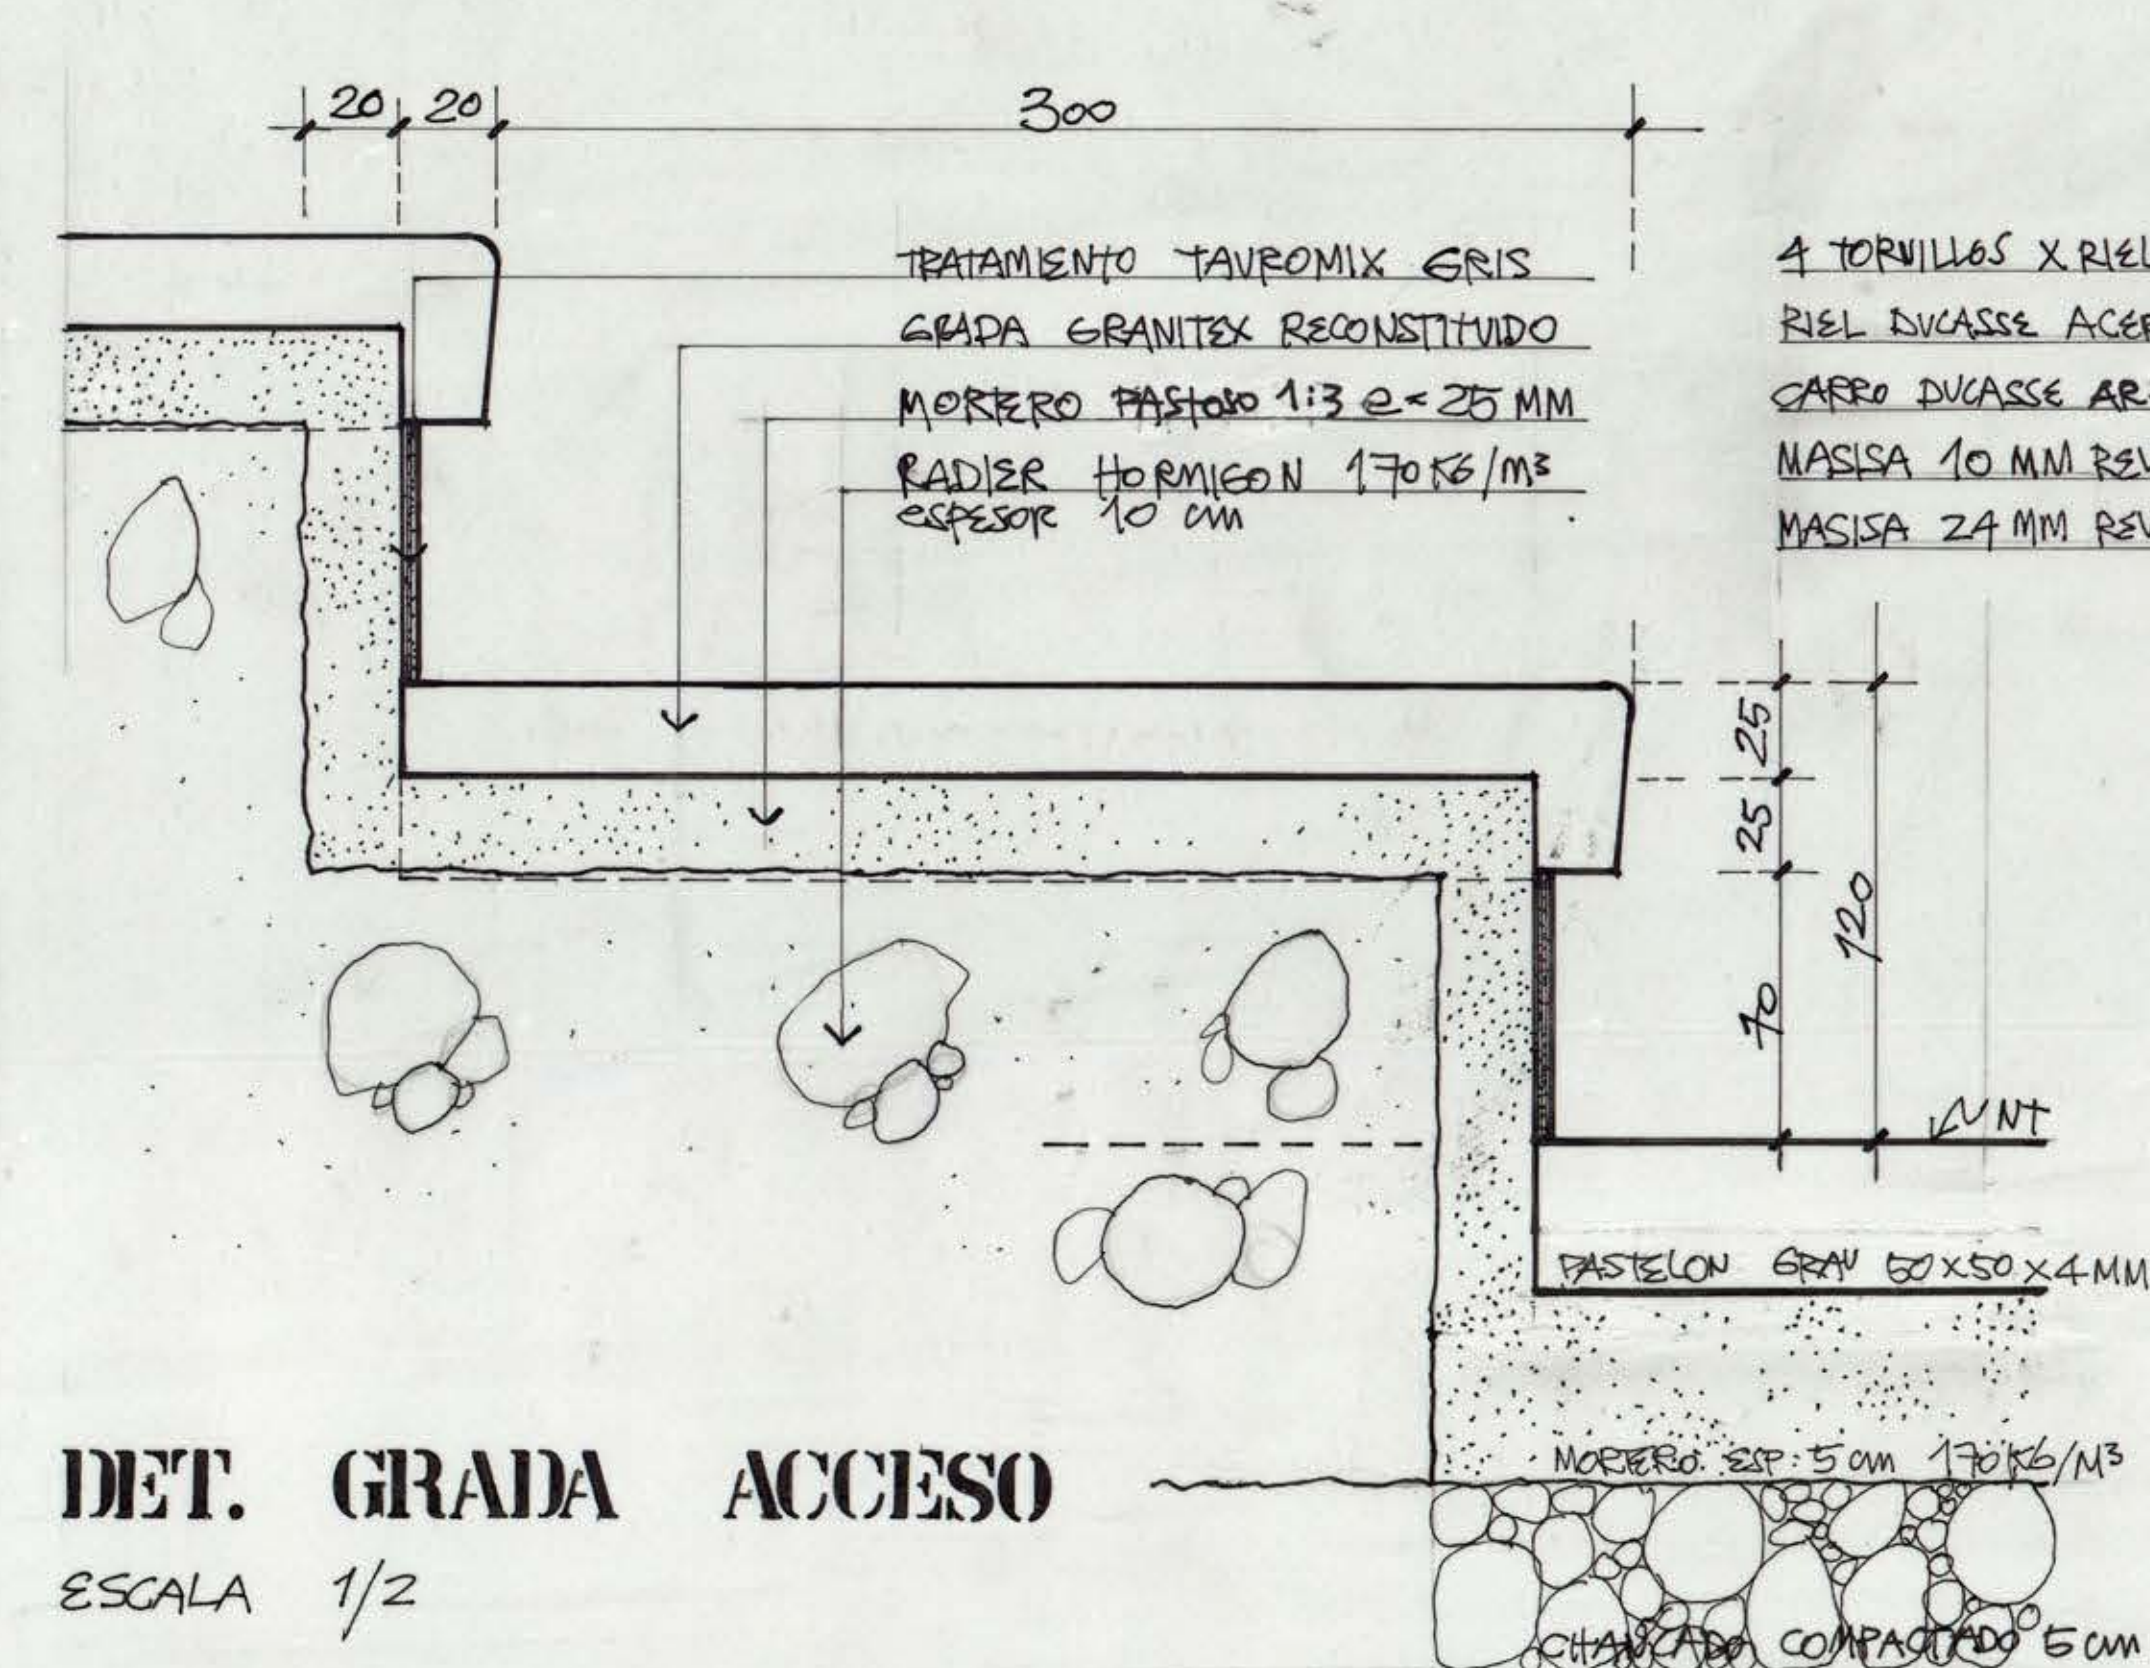 20 20 300
TRATAMIENTO TAUROMIX GRIS
GRADA GRANITEX RECONSTITUIDO
MORTERO PASTOSO 1:3 e = 25 MM
RADIER HORMIGON 170 KG/m³
espesor 10 cm
4 TORNILLOS X RIEL
RIEL DUCASSE ACER
CARRO DUCASSE AR
MASISA 10 MM REV
MASISA 24 MM REV
25
25
120
70
NT
PASTELON GRAV 50x50x4MM
MORTERO ESP: 5 cm 170 KG/M³
CHANCADO COMPACTADO 5 cm
DET. GRADA ACCESO
ESCALA 1/2